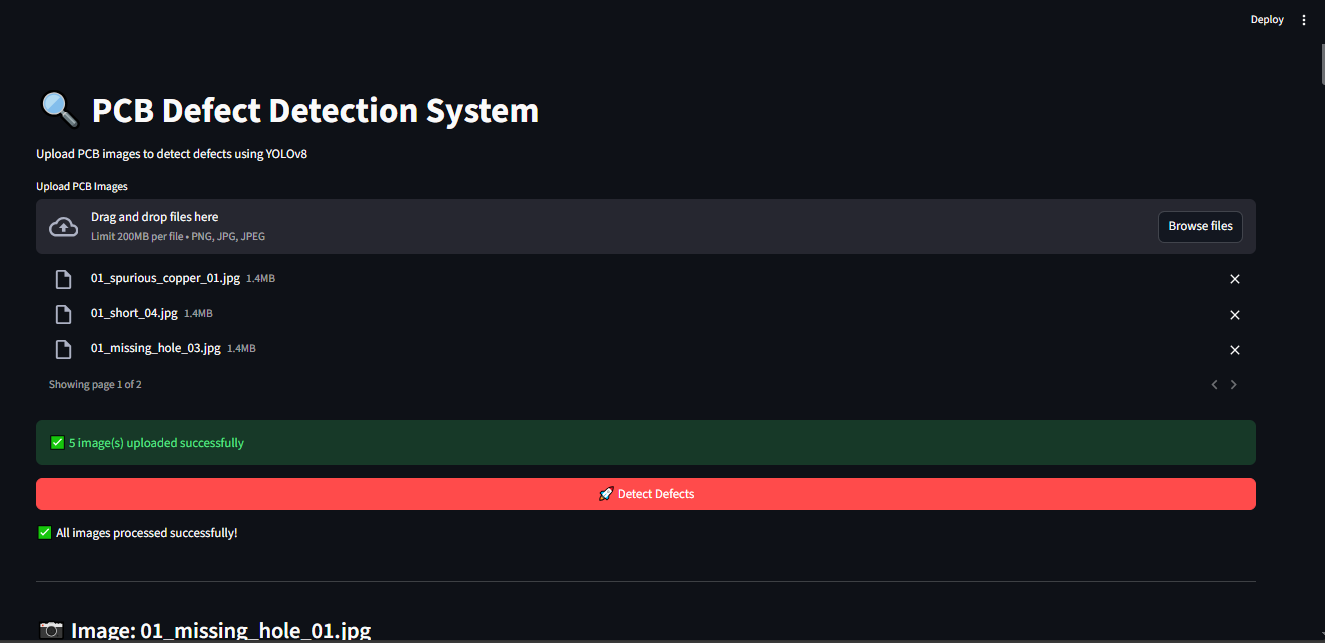 Deploy
PCB Defect Detection System
Upload PCB images to detect defects using YOLOv8
Upload PCB Images
Drag and drop files here
Limit 200MB per file • PNG, JPG, JPEG
Browse files
01_spurious_copper_01.jpg 1.4MB
01_short_04.jpg 1.4MB
01_missing_hole_03.jpg 1.4MB
Showing page 1 of 2
5 image(s) uploaded successfully
Detect Defects
All images processed successfully!
Image: 01_missing_hole_01.jpg